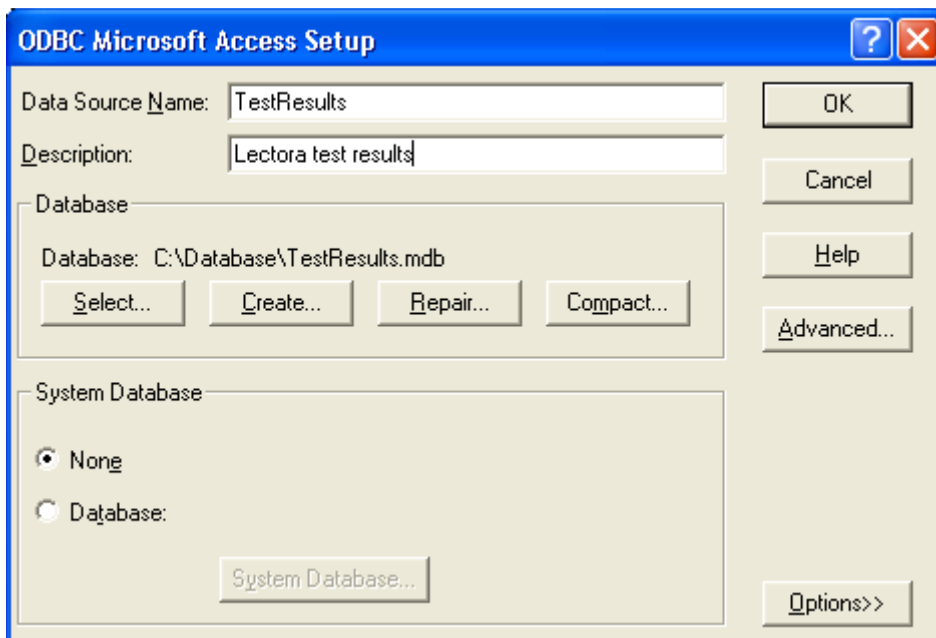 ODBC Microsoft Access Setup
Data Source Name: TestResults
OK
Description: Lectora test results
Cancel
Database
Database: C:\Database\TestResults.mdb
Help
Select... Create... Repair... Compact...
Advanced...
System Database
None
Database:
System Database...
Options>>